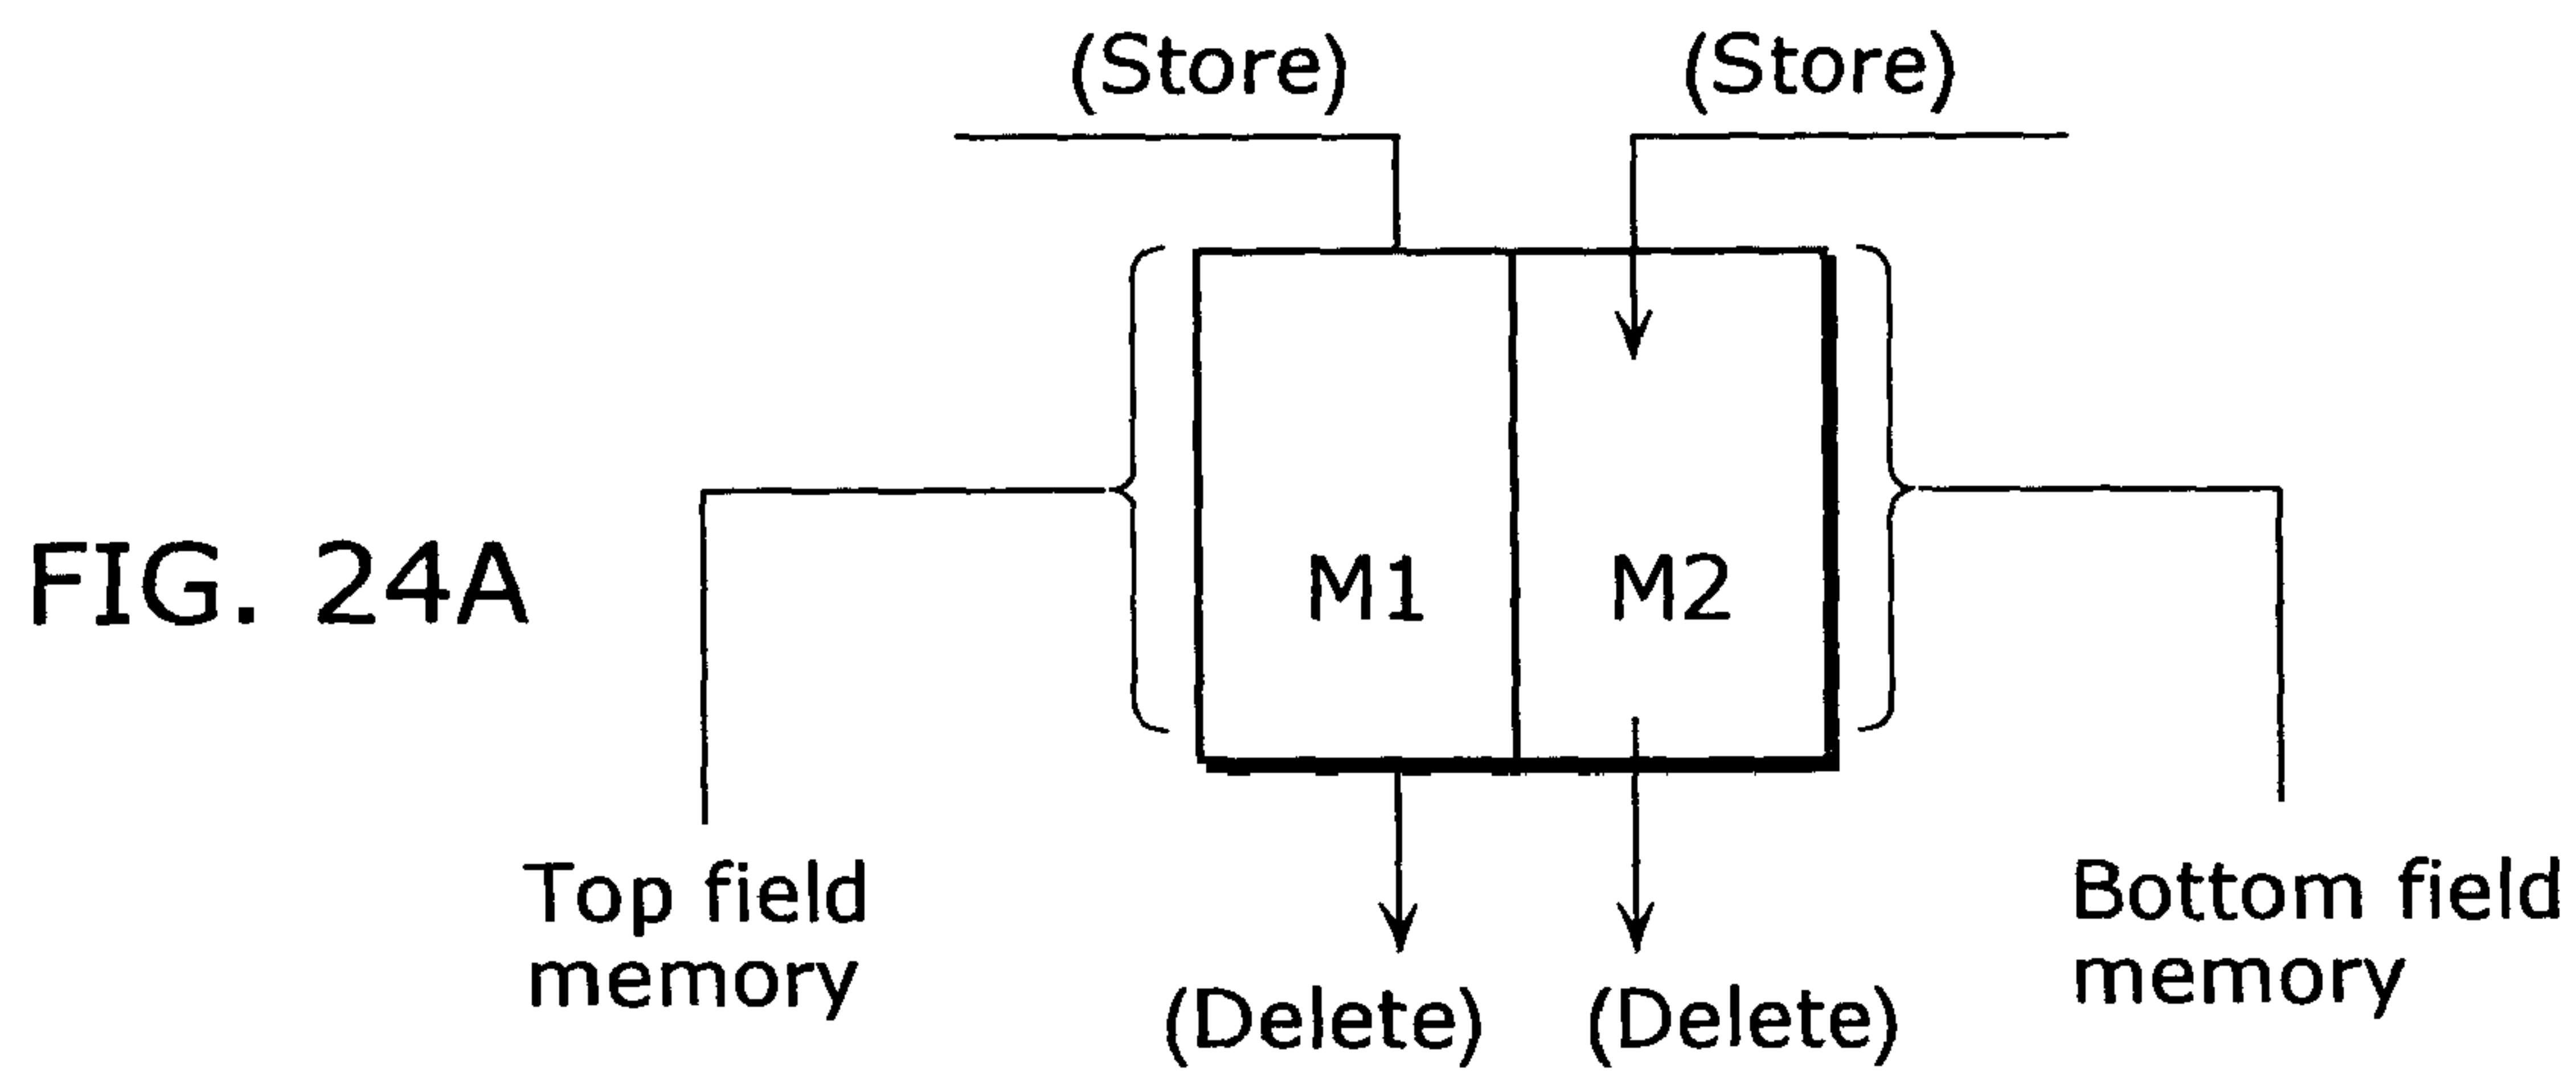 (Store)
(Store)
FIG. 24A
M1
M2
Top field
memory
Bottom field
memory
(Delete)
(Delete)